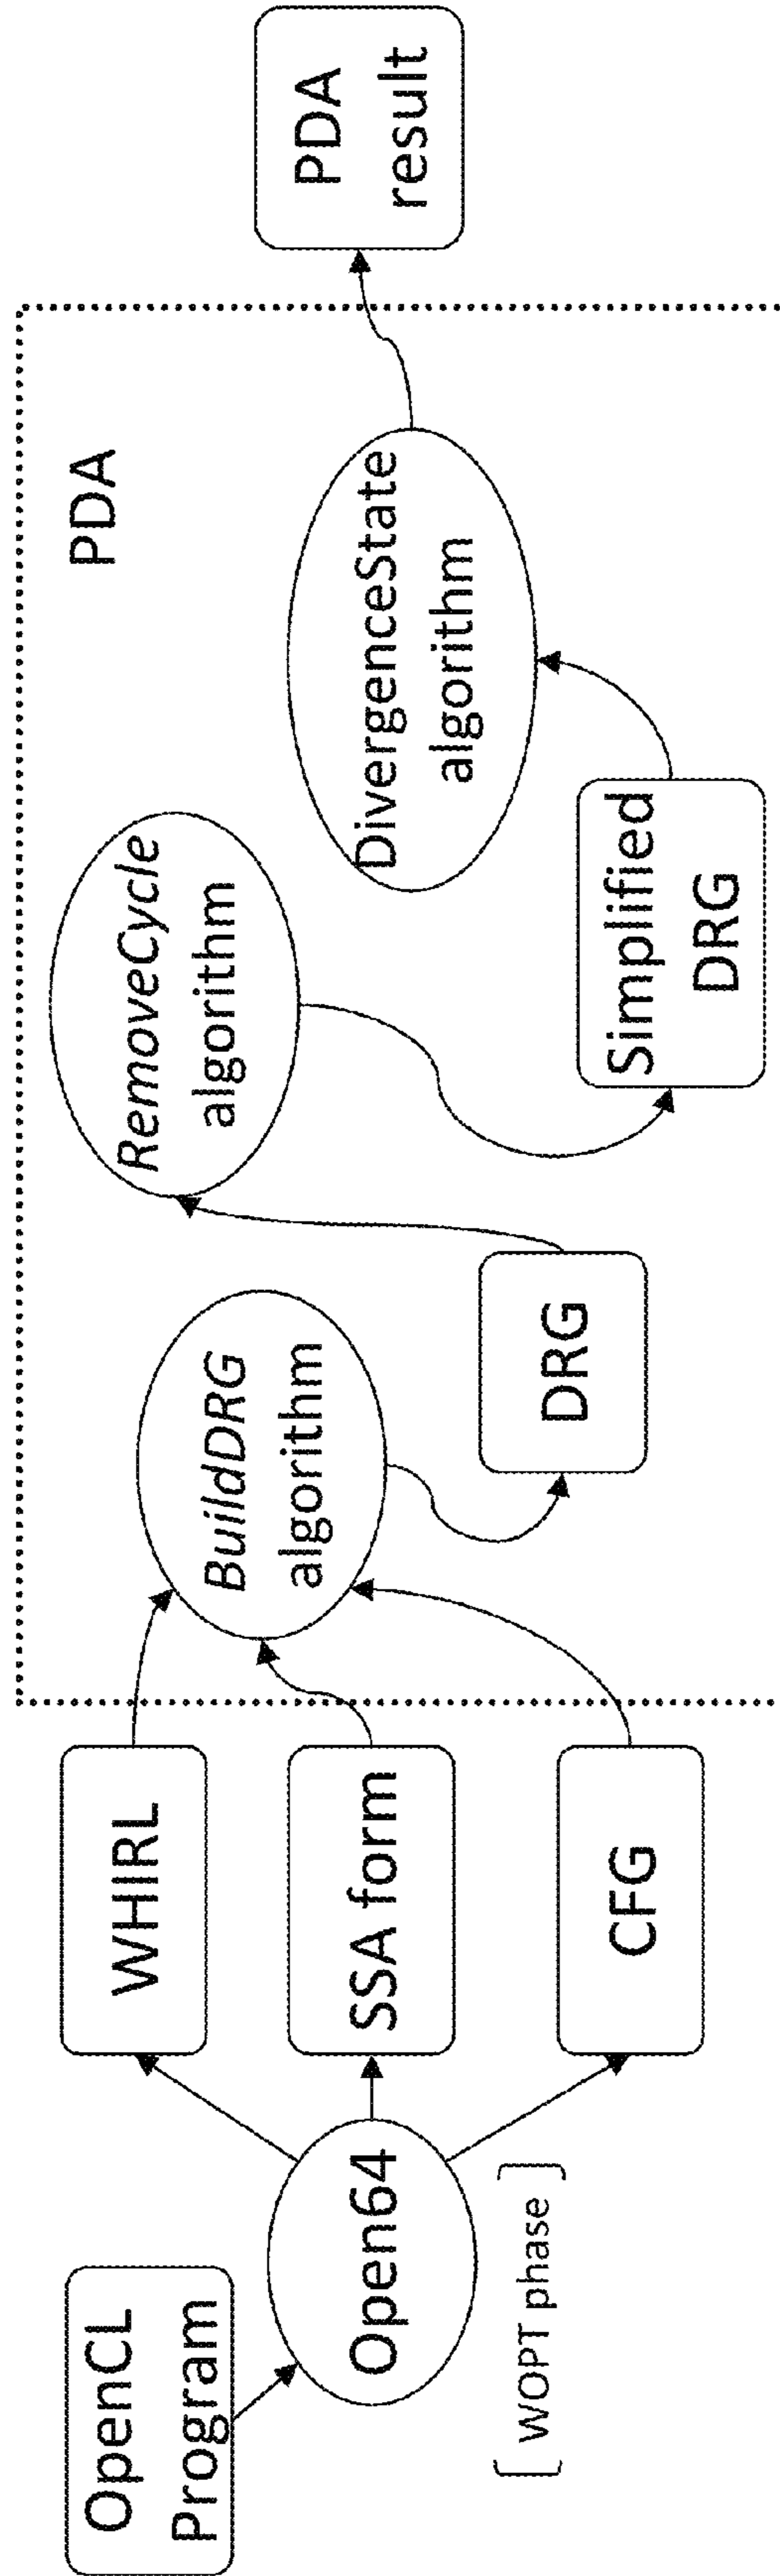 OpenCL
Program
Open64
[ WOPT phase ]
WHIRL
SSA form
CFG
PDA
BuildDRG
algorithm
DRG
RemoveCycle
algorithm
Simplified
DRG
DivergenceState
algorithm
PDA
result